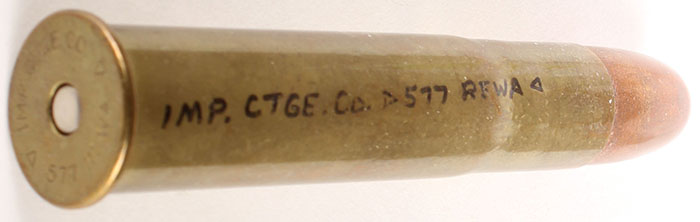 IMP. CTGE. Co. ▷577 REWA ◁
577